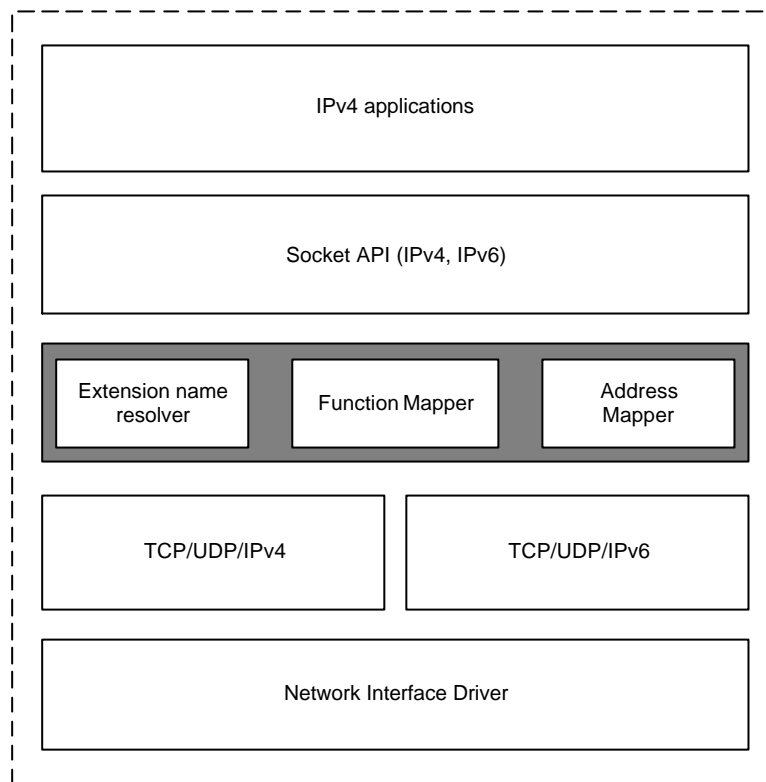 IPv4 applications
Socket API (IPv4, IPv6)
Extension name
resolver
Function Mapper
Address
Mapper
TCP/UDP/IPv4
TCP/UDP/IPv6
Network Interface Driver